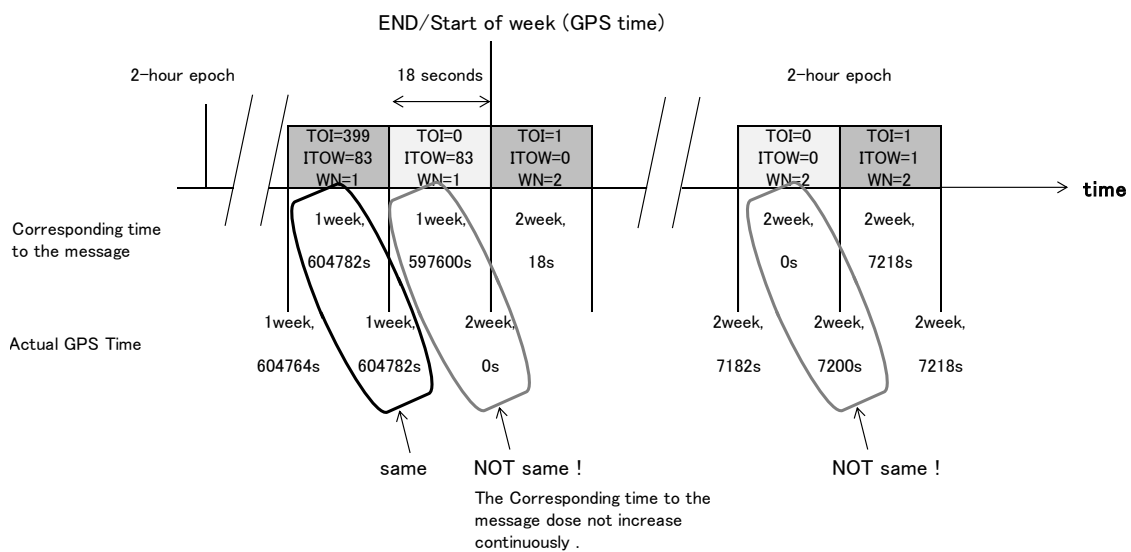 END/Start of week (GPS time)
2-hour epoch
18 seconds
2-hour epoch
TOI=399
ITOW=83
WN=1
TOI=0
ITOW=83
WN=1
TOI=1
ITOW=0
WN=2
TOI=0
ITOW=0
WN=2
TOI=1
ITOW=1
WN=2
time
Corresponding time
to the message
1week,
604782s
1week,
597600s
2week,
18s
2week,
0s
2week,
7218s
Actual GPS Time
1week,
604764s
1week,
604782s
2week,
0s
2week,
7182s
2week,
7200s
2week,
7218s
same
NOT same !
NOT same !
The Corresponding time to the
message dose not increase
continuously .